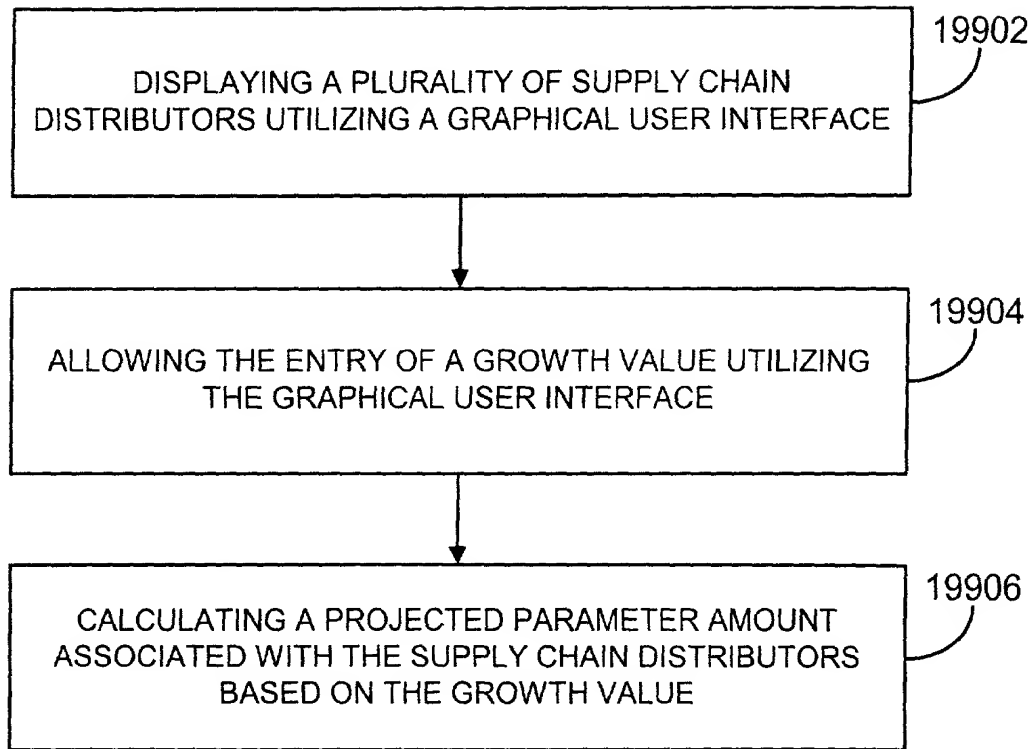 19902
DISPLAYING A PLURALITY OF SUPPLY CHAIN
DISTRIBUTORS UTILIZING A GRAPHICAL USER INTERFACE
19904
ALLOWING THE ENTRY OF A GROWTH VALUE UTILIZING
THE GRAPHICAL USER INTERFACE
19906
CALCULATING A PROJECTED PARAMETER AMOUNT
ASSOCIATED WITH THE SUPPLY CHAIN DISTRIBUTORS
BASED ON THE GROWTH VALUE